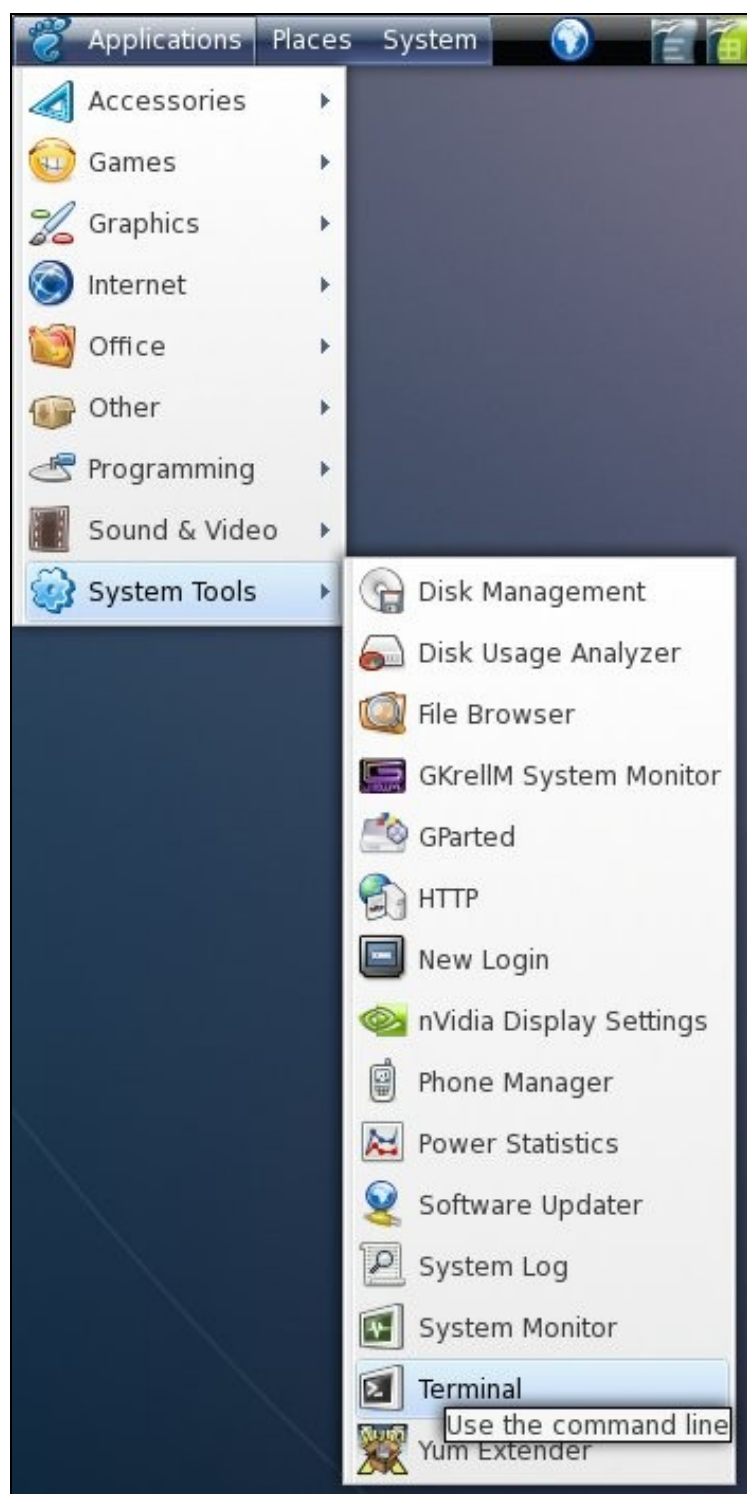 Applications Places System
Accessories
Games
Graphics
Internet
Office
Other
Programming
Sound & Video
System Tools
Disk Management
Disk Usage Analyzer
File Browser
GKrellM System Monitor
GParted
HTTP
New Login
nVidia Display Settings
Phone Manager
Power Statistics
Software Updater
System Log
System Monitor
Terminal
Use the command line
Yum Extender